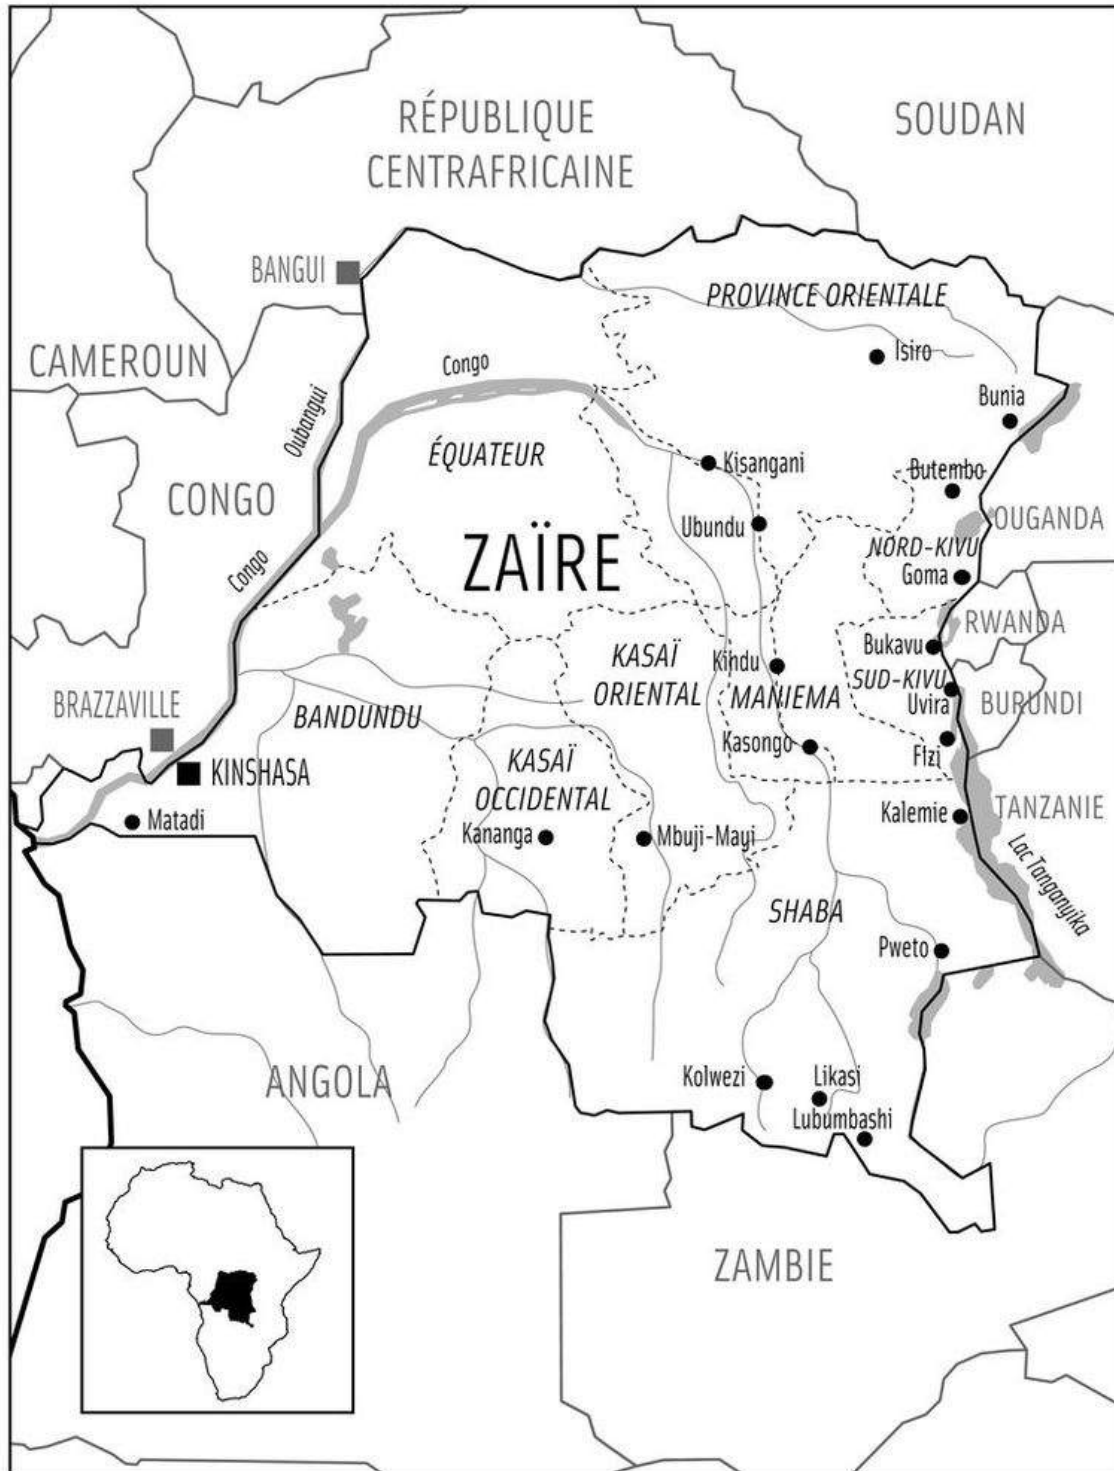 RÉPUBLIQUE
CENTRAFRICAINE
SOUDAN
BANGUI
PROVINCE ORIENTALE
CAMEROUN
Isiro
Congo
Bunia
Oubangui
ÉQUATEUR
Kisangani
Butembo
CONGO
Ubundu
OUGANDA
ZAÏRE
NORD-KIVU
Goma
Congo
RWANDA
Bukavu
KASAÏ
ORIENTAL
Kindu
SUD-KIVU
Uvira
MANIEMA
BURUNDI
BRAZZAVILLE
BANDUNDU
Kasongo
Fizi
KINSHASA
KASAÏ
OCCIDENTAL
TANZANIE
Matadi
Kananga
Mbuji-Mayi
Kalemie
Lac Tanganyika
SHABA
Pweto
ANGOLA
Kolwezi
Likasi
Lubumbashi
ZAMBIE